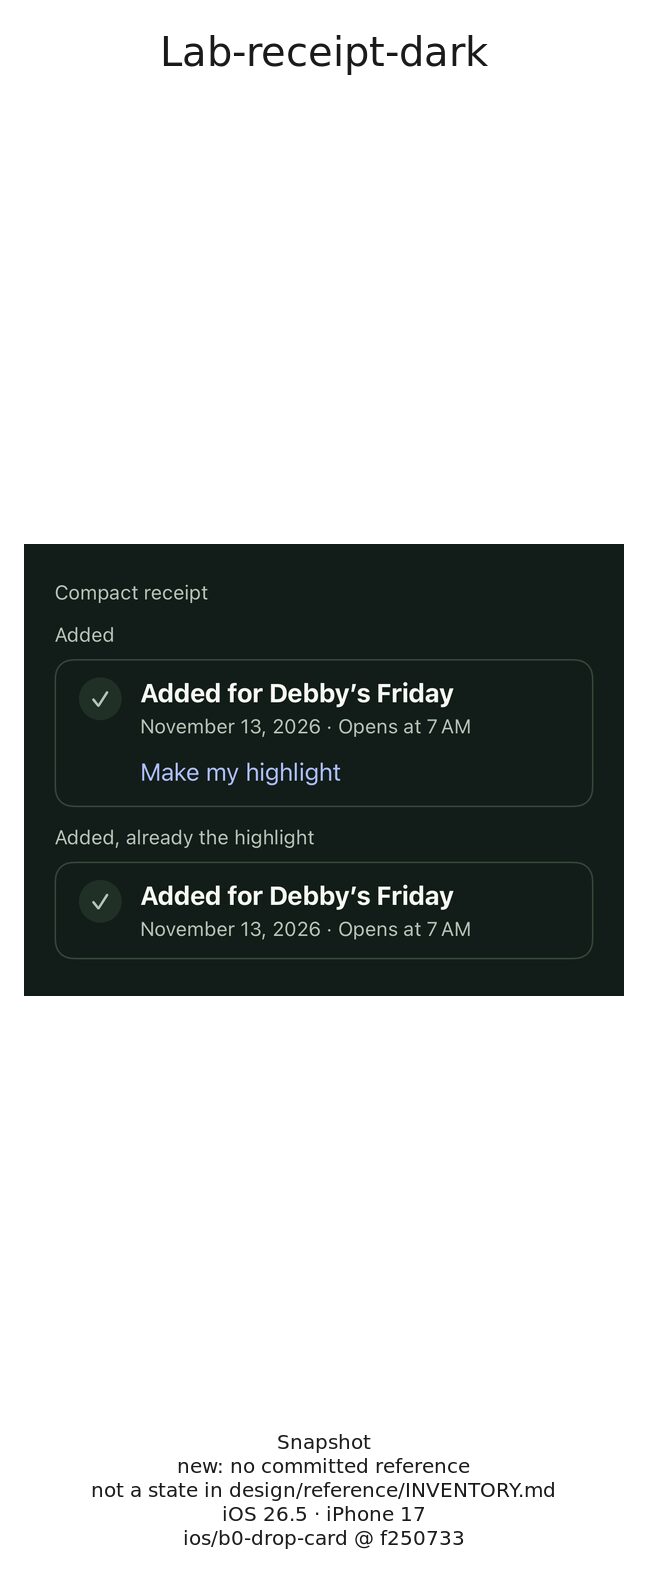 Lab-receipt-dark
Compact receipt
Added
Added for Debby’s Friday
November 13, 2026 · Opens at 7 AM
Make my highlight
Added, already the highlight
Added for Debby’s Friday
November 13, 2026 · Opens at 7 AM
Snapshot
new: no committed reference
not a state in design/reference/INVENTORY.md
iOS 26.5 · iPhone 17
ios/b0-drop-card @ f250733